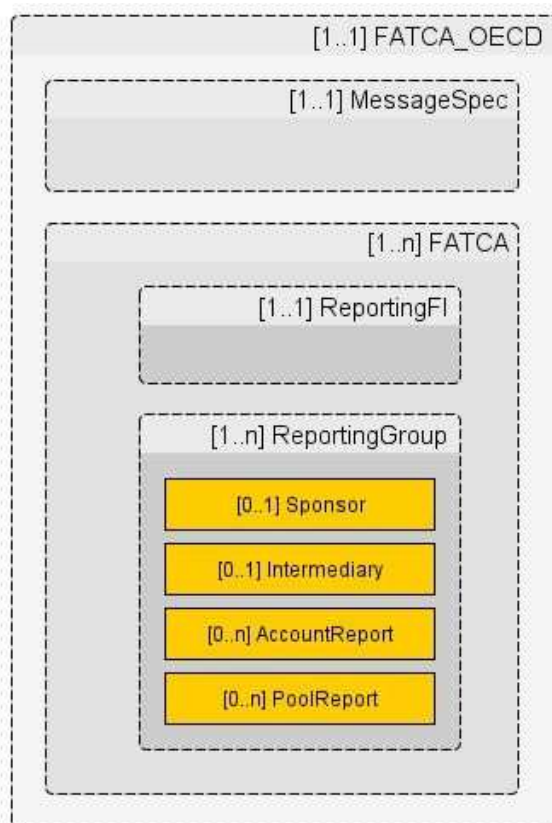 [1..1] FATCA_OECD
[1..1] MessageSpec
[1..n] FATCA
[1..1] ReportingFI
[1..n] ReportingGroup
[0..1] Sponsor
[0..1] Intermediary
[0..n] AccountReport
[0..n] PoolReport